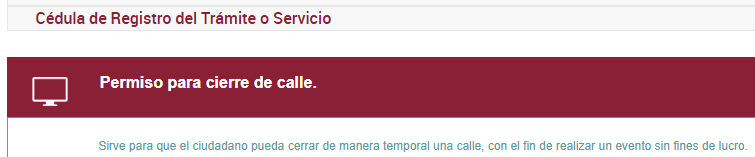 Cédula de Registro del Trámite o Servicio
Permiso para cierre de calle.
Sirve para que el ciudadano pueda cerrar de manera temporal una calle, con el fin de realizar un evento sin fines de lucro.